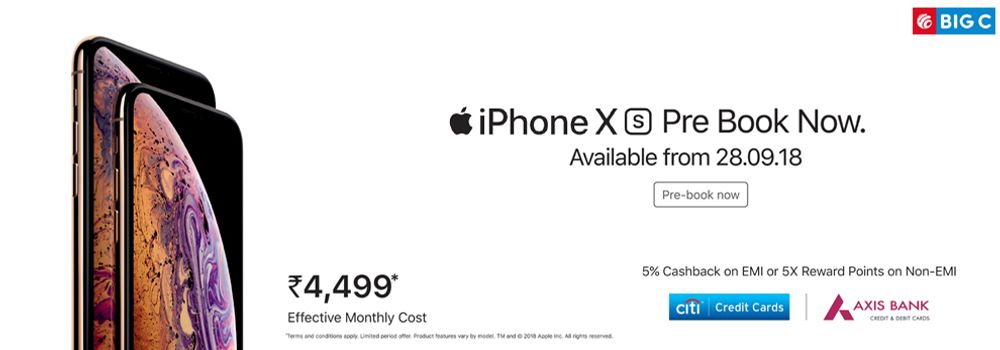 BIG C
iPhone X S Pre Book Now.
Available from 28.09.18
Pre-book now
5% Cashback on EMI or 5X Reward Points on Non-EMI
citi Credit Cards
AXIS BANK
CREDIT & DEBIT CARDS
₹4,499*
Effective Monthly Cost
*Terms and conditions apply. Limited period offer. Product features vary by model. TM and © 2018 Apple Inc. All rights reserved.